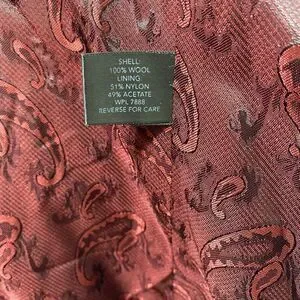 SHELL:
100% WOOL
LINING
51% NYLON
49% ACETATE
WPL 7888
REVERSE FOR CARE